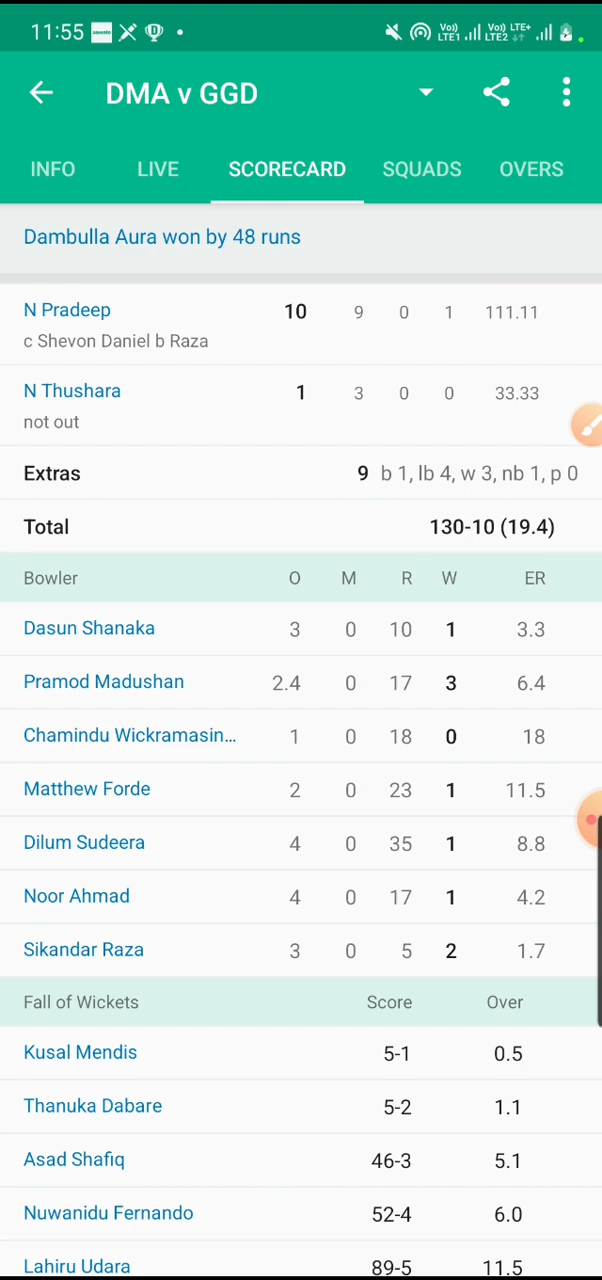 11:55 Vo) LTE1 Vo) LTE+ LTE2
DMA v GGD
INFO LIVE SCORECARD SQUADS OVERS
Dambulla Aura won by 48 runs
N Pradeep 10 9 0 1 111.11
c Shevon Daniel b Raza
N Thushara 1 3 0 0 33.33
not out
Extras 9 b 1, lb 4, w 3, nb 1, p 0
Total 130-10 (19.4)
Bowler O M R W ER
Dasun Shanaka 3 0 10 1 3.3
Pramod Madushan 2.4 0 17 3 6.4
Chamindu Wickramasin... 1 0 18 0 18
Matthew Forde 2 0 23 1 11.5
Dilum Sudeera 4 0 35 1 8.8
Noor Ahmad 4 0 17 1 4.2
Sikandar Raza 3 0 5 2 1.7
Fall of Wickets Score Over
Kusal Mendis 5-1 0.5
Thanuka Dabare 5-2 1.1
Asad Shafiq 46-3 5.1
Nuwanidu Fernando 52-4 6.0
Lahiru Udara 89-5 11.5